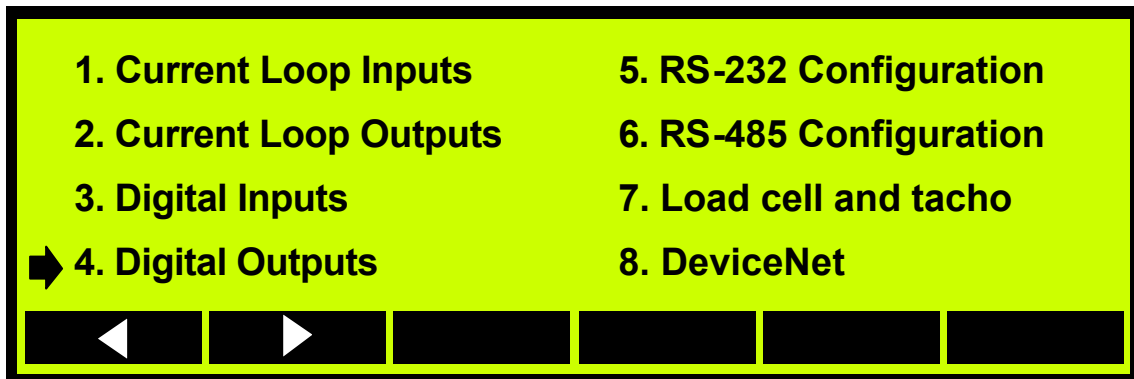 1. Current Loop Inputs
2. Current Loop Outputs
3. Digital Inputs
4. Digital Outputs
5. RS-232 Configuration
6. RS-485 Configuration
7. Load cell and tacho
8. DeviceNet